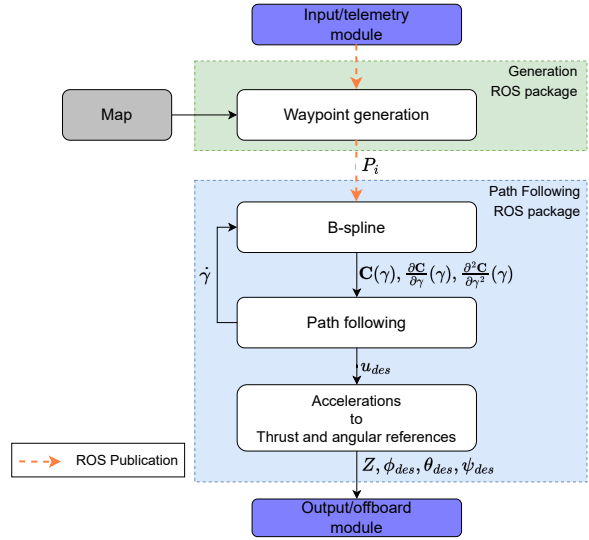 Input/telemetry
module
Generation
ROS package
Map
Waypoint generation
P_i
Path Following
ROS package
B-spline
γ̇
C(γ), ∂C/∂γ (γ), ∂²C/∂γ² (γ)
Path following
u_des
Accelerations
to
Thrust and angular references
ROS Publication
Z, ϕ_des, θ_des, ψ_des
Output/offboard
module